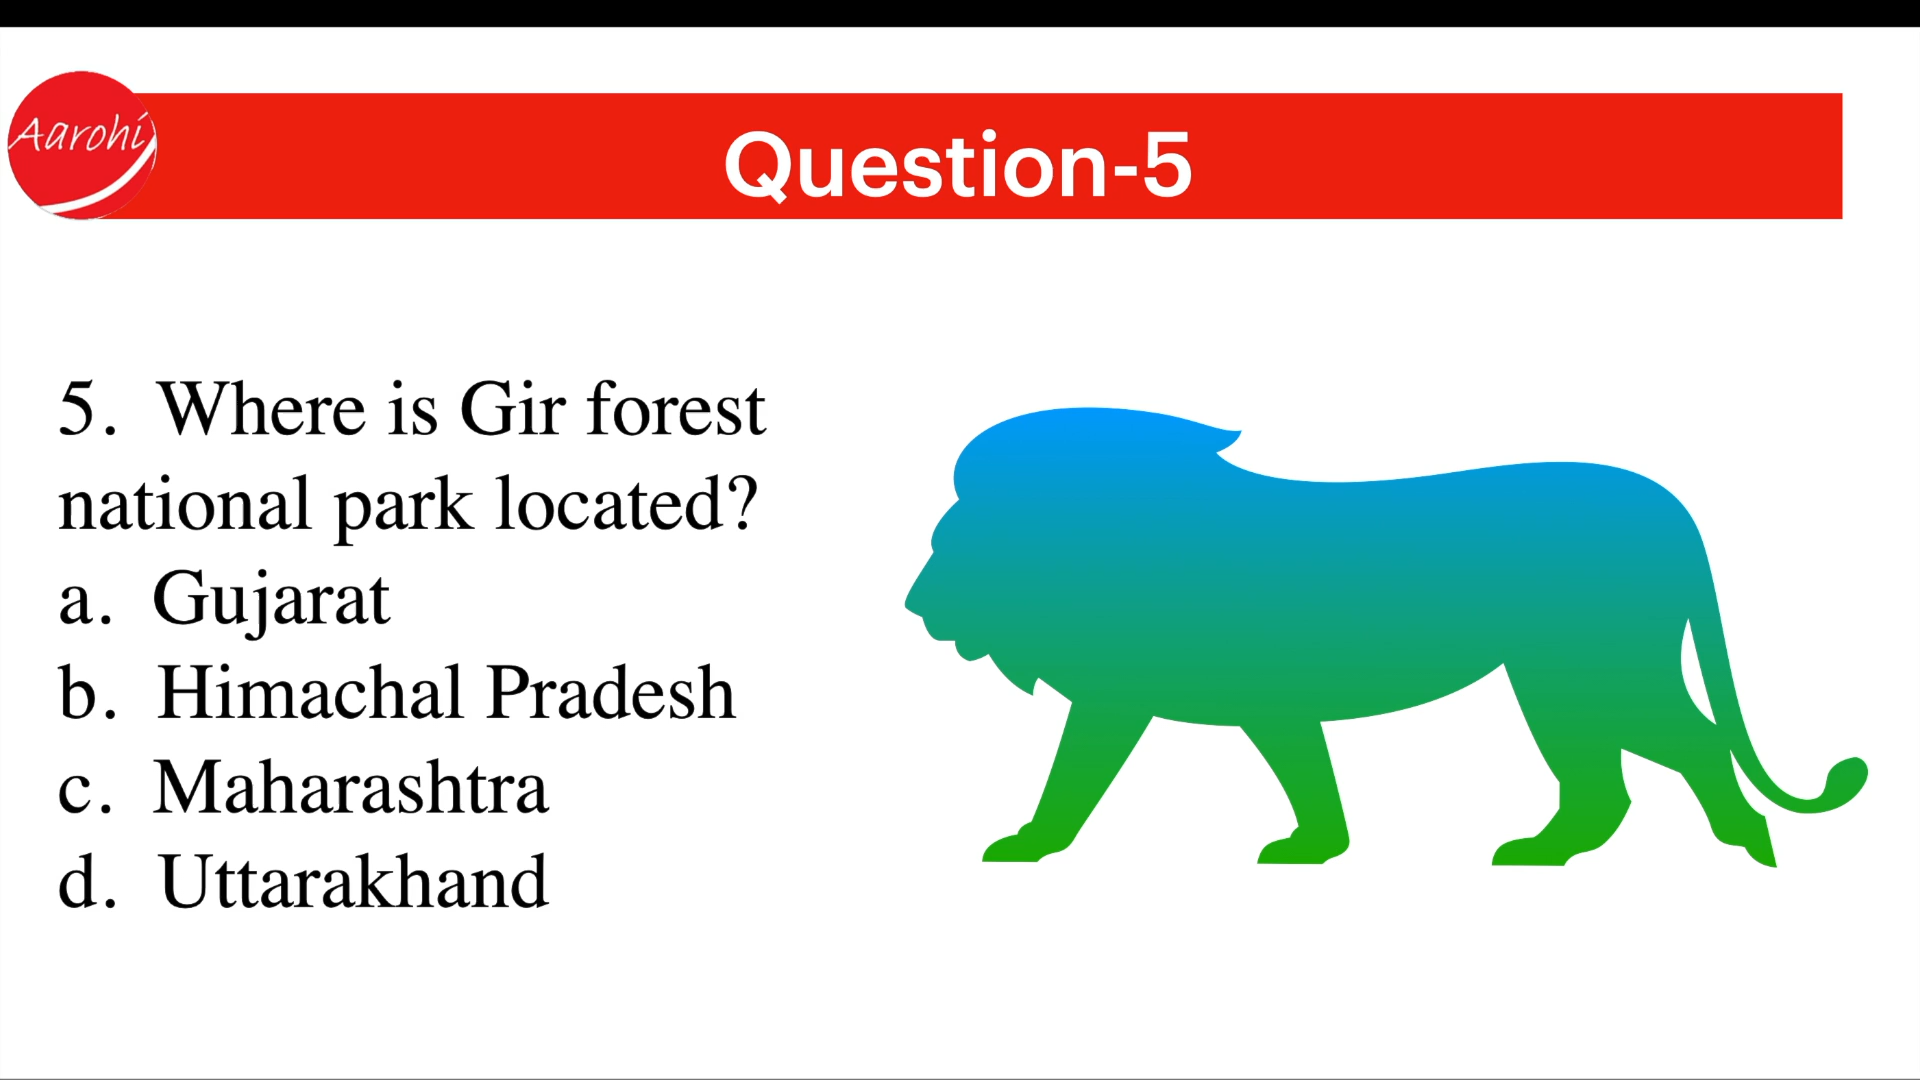 Aarohi
Question-5
5. Where is Gir forest
national park located?
a. Gujarat
b. Himachal Pradesh
c. Maharashtra
d. Uttarakhand